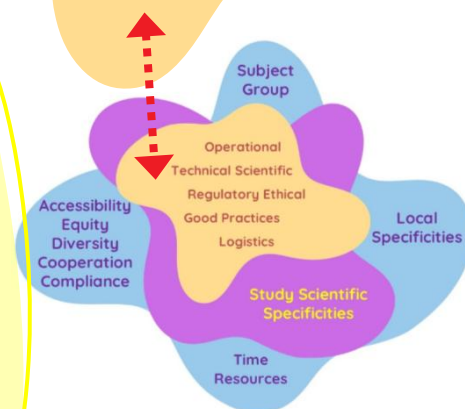 Subject
Group
Operational
Technical Scientific
Regulatory Ethical
Good Practices
Logistics
Accessibility
Equity
Diversity
Cooperation
Compliance
Local
Specificities
Study Scientific
Specificities
Time
Resources